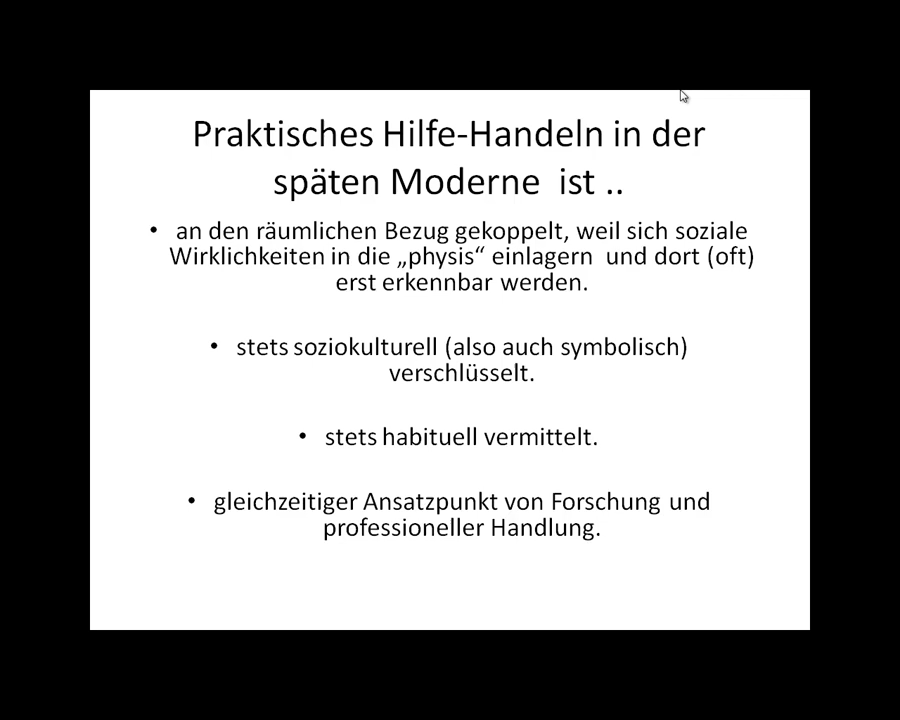 Praktisches Hilfe-Handeln in der
späten Moderne ist ..
• an den räumlichen Bezug gekoppelt, weil sich soziale
Wirklichkeiten in die „physis“ einlagern und dort (oft)
erst erkennbar werden.
• stets soziokulturell (also auch symbolisch)
verschlüsselt.
• stets habituell vermittelt.
• gleichzeitiger Ansatzpunkt von Forschung und
professioneller Handlung.